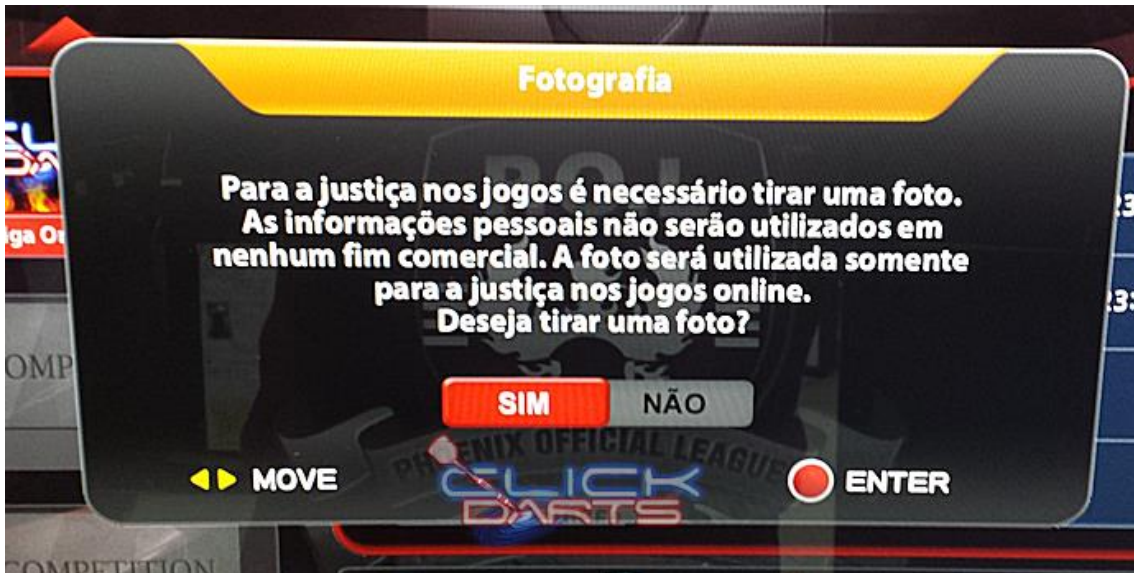 Fotografia
Para a justiça nos jogos é necessário tirar uma foto.
As informações pessoais não serão utilizados em
nenhum fim comercial. A foto será utilizada somente
para a justiça nos jogos online.
Deseja tirar uma foto?
SIM NÃO
PHOENIX OFFICIAL LEAGUE
MOVE
CLICK
DARTS
ENTER
COMPETITION